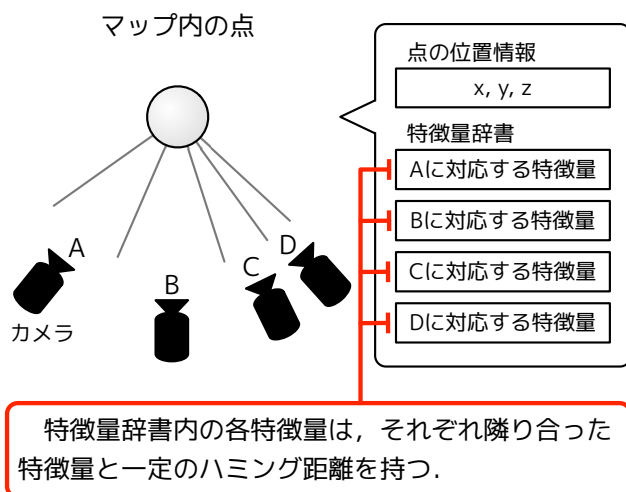 マップ内の点
点の位置情報
x, y, z
特徴量辞書
Aに対応する特徴量
Bに対応する特徴量
Cに対応する特徴量
Dに対応する特徴量
A
B
C
D
カメラ
特徴量辞書内の各特徴量は，それぞれ隣り合った
特徴量と一定のハミング距離を持つ．